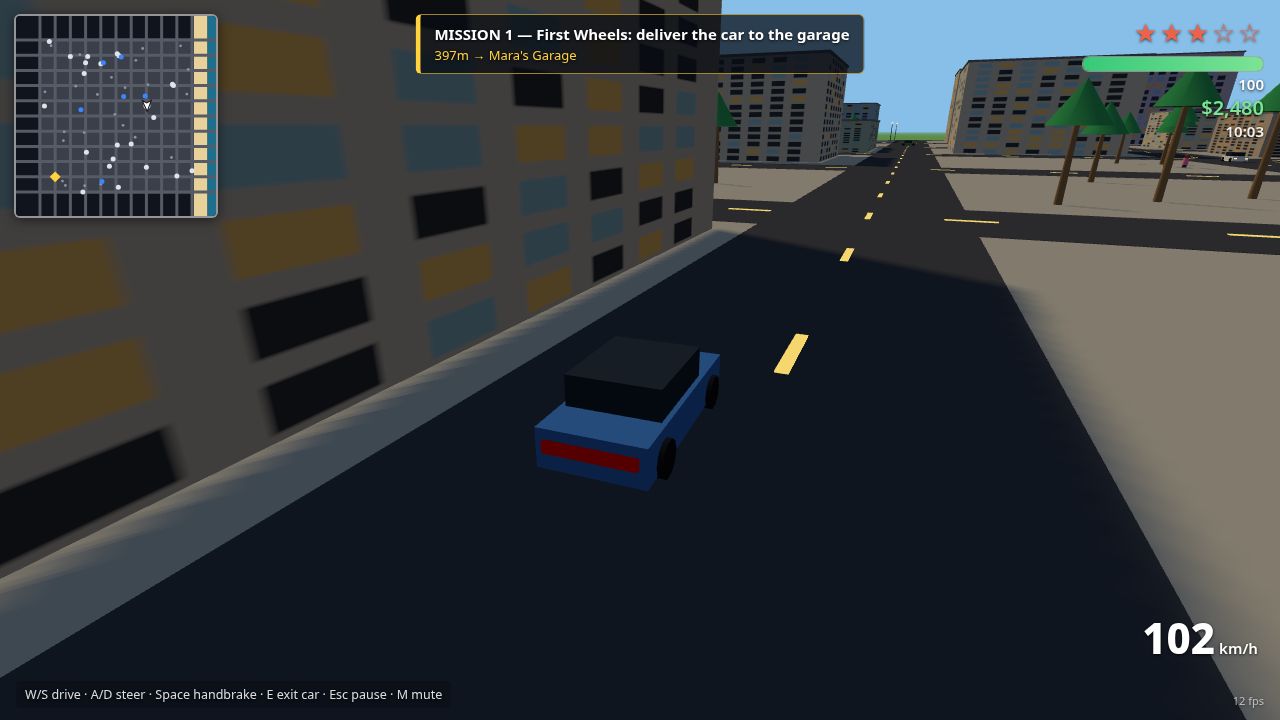 MISSION 1 — First Wheels: deliver the car to the garage
397m → Mara's Garage
100
$2,480
10:03
102 km/h
W/S drive · A/D steer · Space handbrake · E exit car · Esc pause · M mute
12 fps